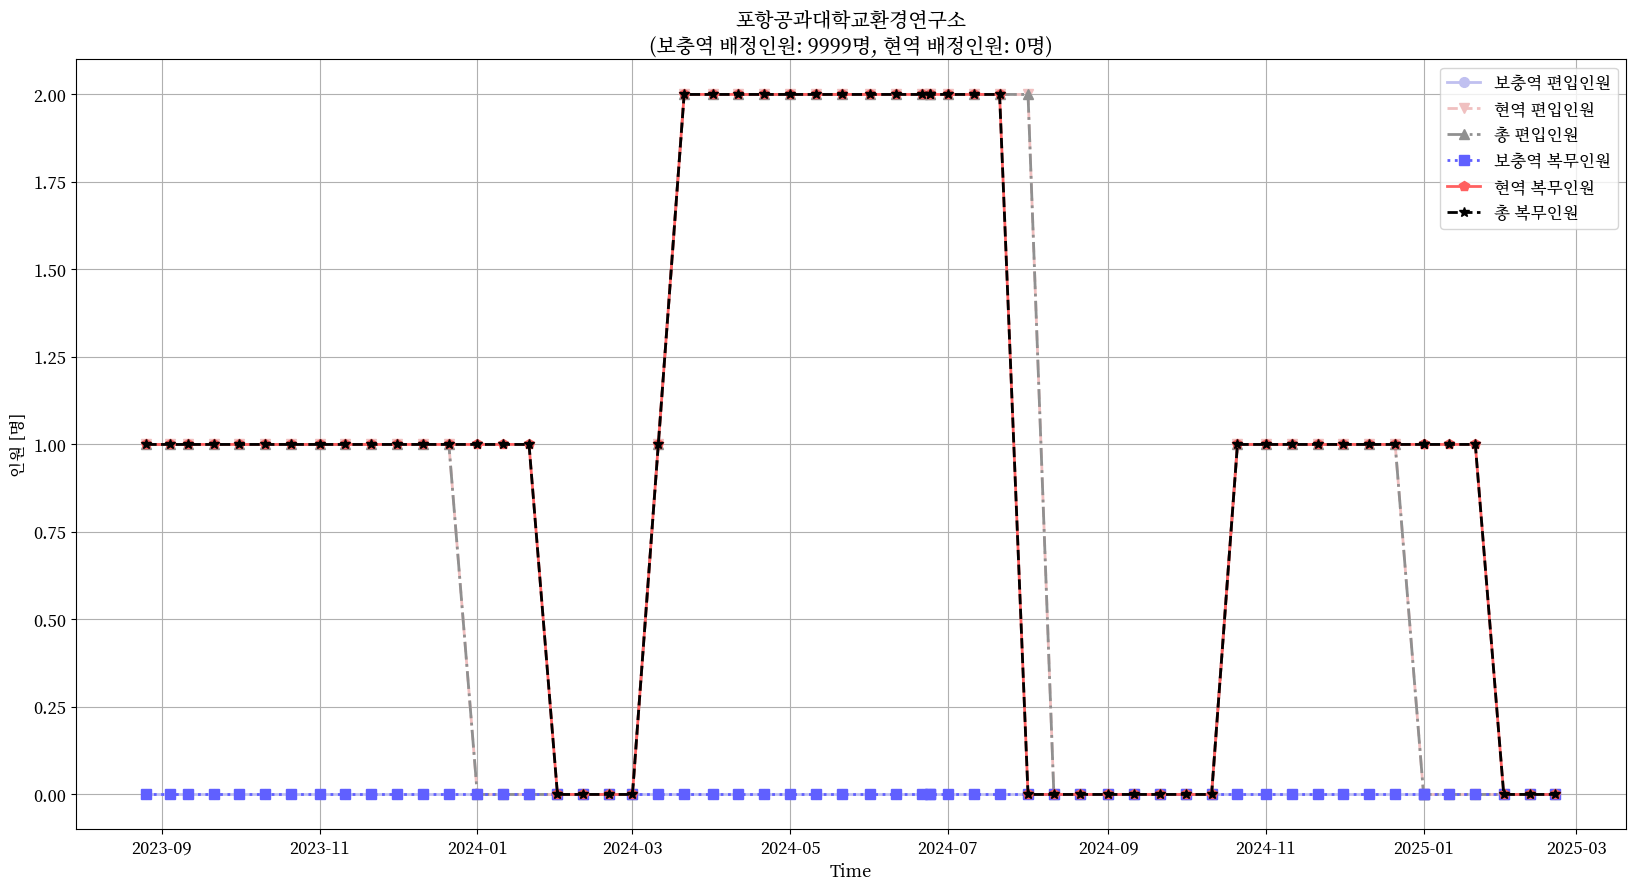 포항공과대학교환경연구소
(보충역 배정인원: 9999명, 현역 배정인원: 0명)
보충역 편입인원
현역 편입인원
총 편입인원
보충역 복무인원
현역 복무인원
총 복무인원
인원 [명]
2.00
1.75
1.50
1.25
1.00
0.75
0.50
0.25
0.00
2023-09
2023-11
2024-01
2024-03
2024-05
2024-07
2024-09
2024-11
2025-01
2025-03
Time